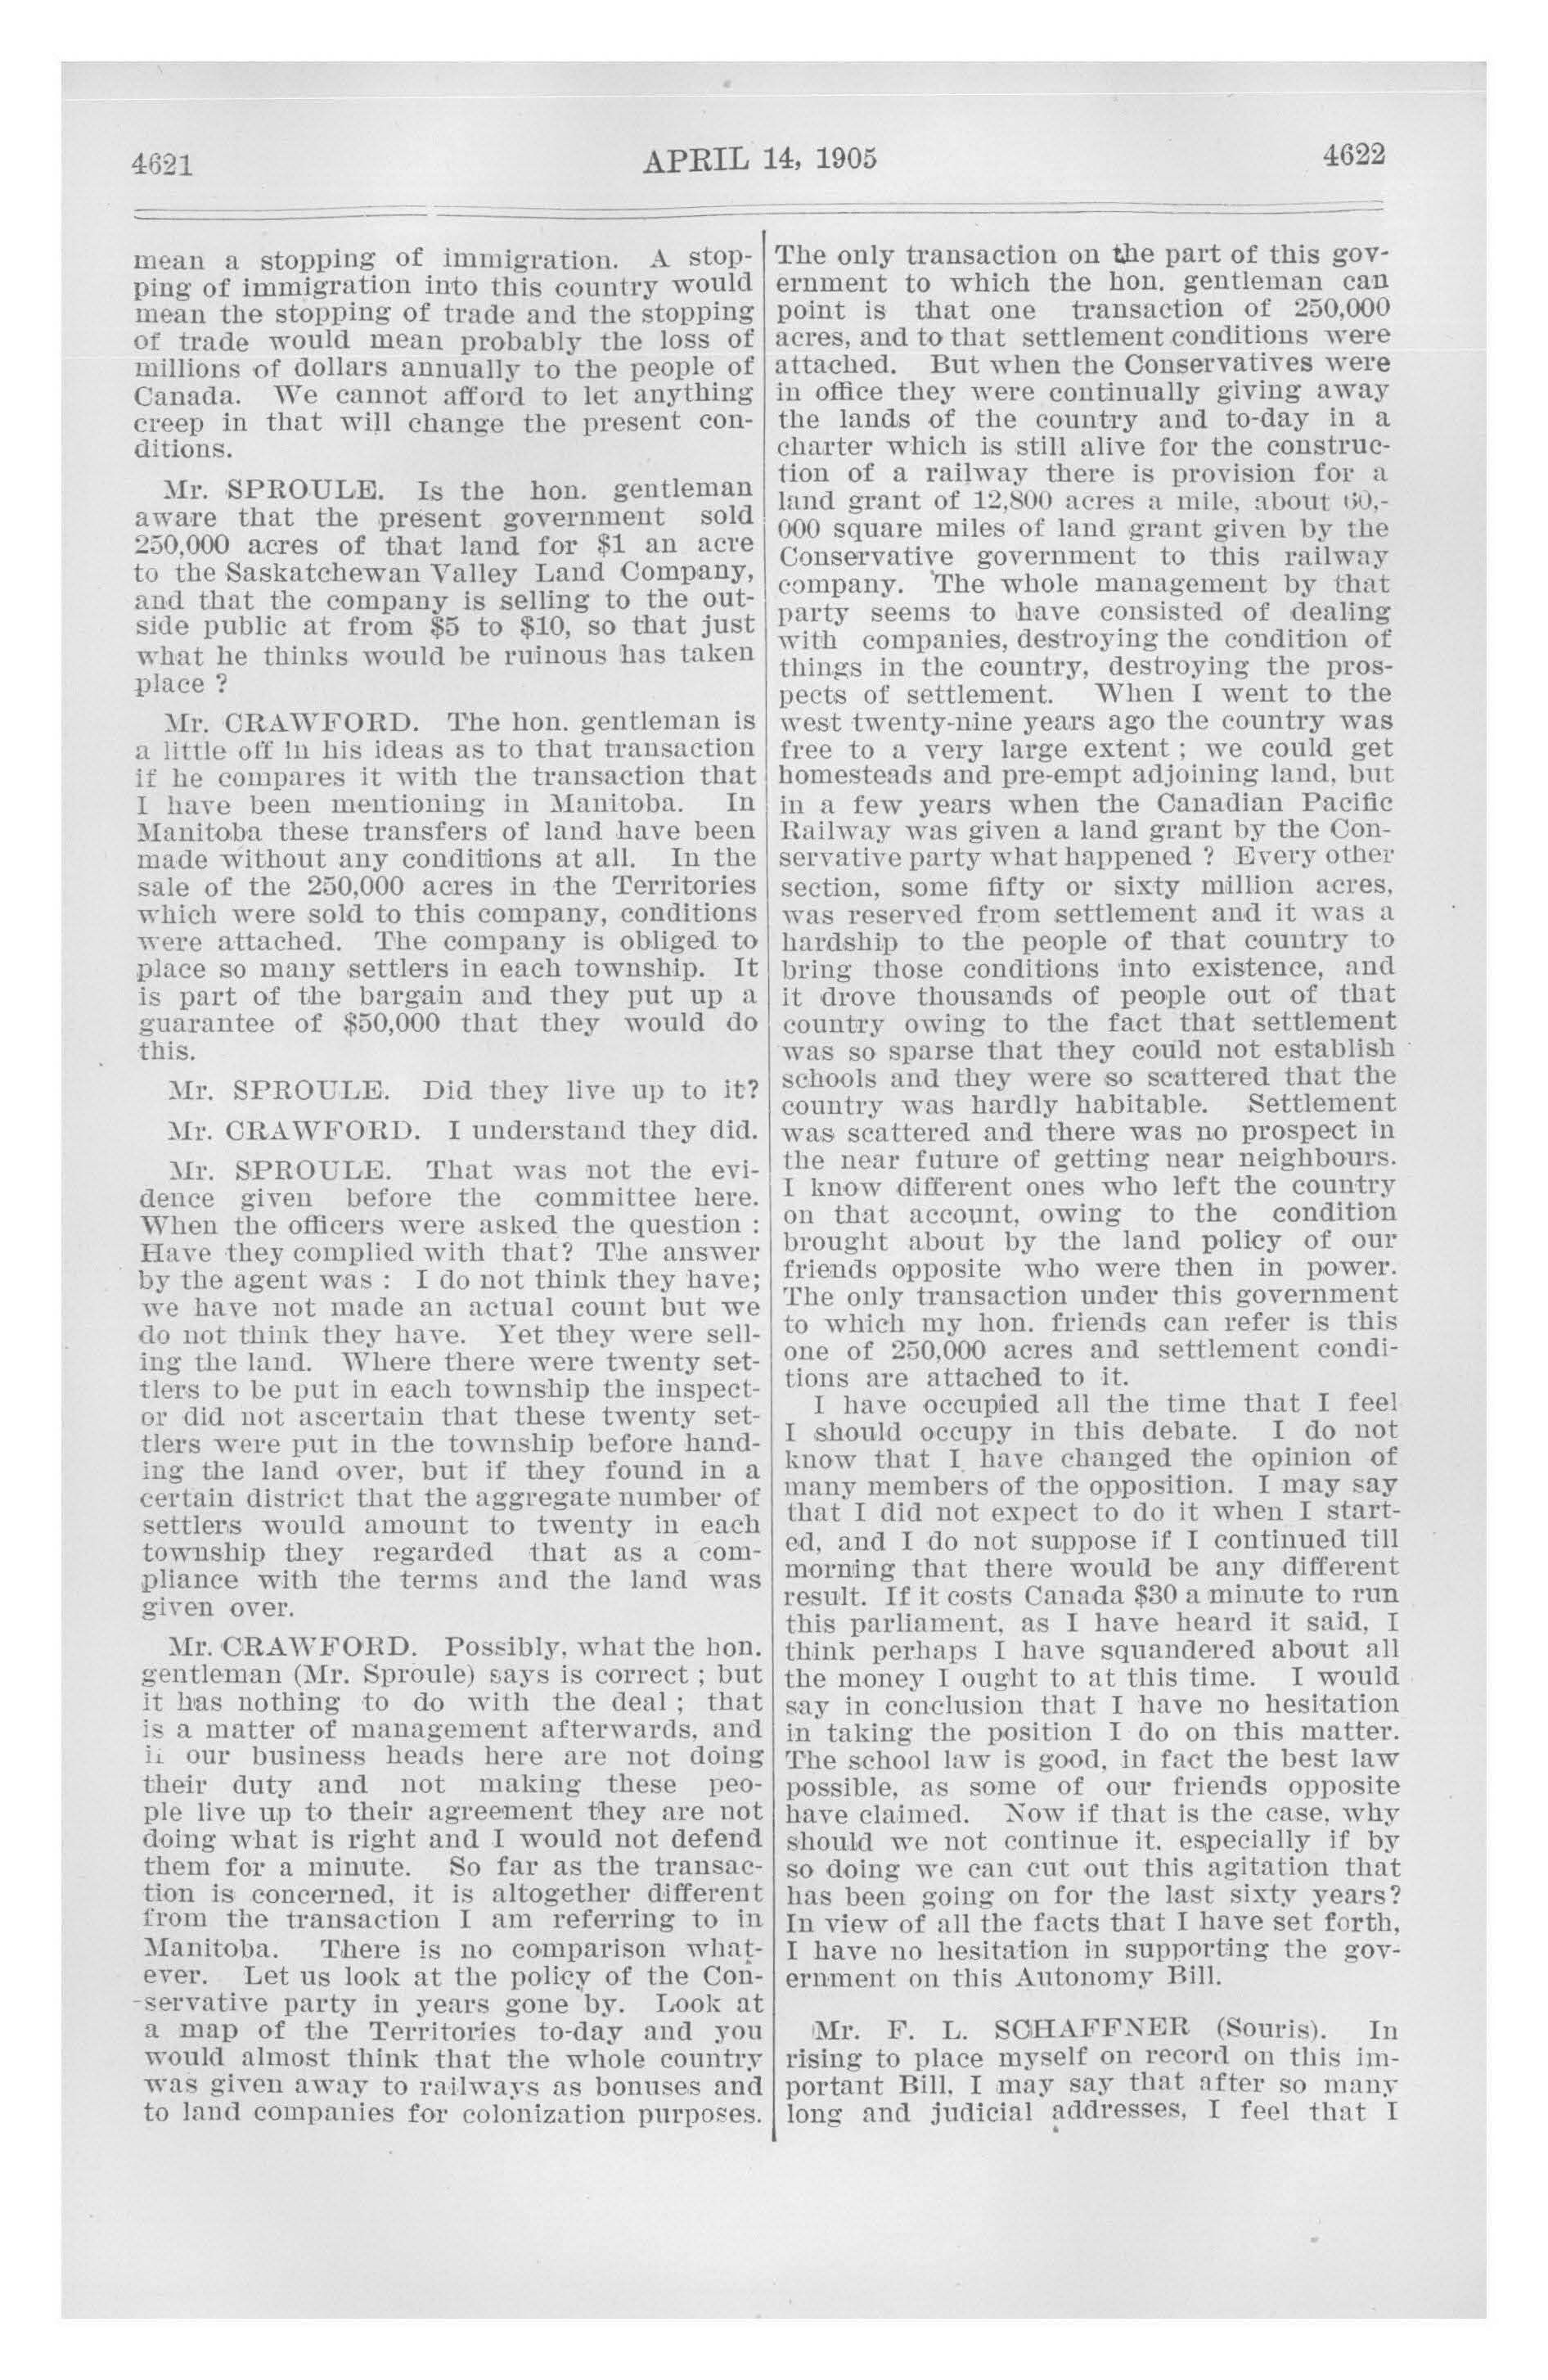 4621
APRIL 14, 1905
4622
mean a stopping of immigration. A stop-
ping of immigration into this country would
mean the stopping of trade and the stopping
of trade would mean probably the loss of
millions of dollars annually to the people of
Canada. We cannot afford to let anything
creep in that will change the present con-
ditions.
Mr. SPROULE. Is the hon. gentleman
aware that the present government sold
250,000 acres of that land for $1 an acre
to the Saskatchewan Valley Land Company,
and that the company is selling to the out-
side public at from $5 to $10, so that just
what he thinks would be ruinous has taken
place ?
Mr. CRAWFORD. The hon. gentleman is
a little off in his ideas as to that transaction
if he compares it with the transaction that
I have been mentioning in Manitoba. In
Manitoba these transfers of land have been
made without any conditions at all. In the
sale of the 250,000 acres in the Territories
which were sold to this company, conditions
were attached. The company is obliged to
place so many settlers in each township. It
is part of the bargain and they put up a
guarantee of $50,000 that they would do
this.
Mr. SPROULE. Did they live up to it?
Mr. CRAWFORD. I understand they did.
Mr. SPROULE. That was not the evi-
dence given before the committee here.
When the officers were asked the question :
Have they complied with that? The answer
by the agent was : I do not think they have;
we have not made an actual count but we
do not think they have. Yet they were sell-
ing the land. Where there were twenty set-
tlers to be put in each township the inspect-
or did not ascertain that these twenty set-
tlers were put in the township before hand-
ing the land over, but if they found in a
certain district that the aggregate number of
settlers would amount to twenty in each
township they regarded that as a com-
pliance with the terms and the land was
given over.
Mr. CRAWFORD. Possibly, what the hon.
gentleman (Mr. Sproule) says is correct ; but
it has nothing to do with the deal ; that
is a matter of management afterwards, and
if our business heads here are not doing
their duty and not making these peo-
ple live up to their agreement they are not
doing what is right and I would not defend
them for a minute. So far as the transac-
tion is concerned, it is altogether different
from the transaction I am referring to in
Manitoba. There is no comparison what-
ever. Let us look at the policy of the Con-
servative party in years gone by. Look at
a map of the Territories to-day and you
would almost think that the whole country
was given away to railways as bonuses and
to land companies for colonization purposes.
The only transaction on the part of this gov-
ernment to which the hon. gentleman can
point is that one transaction of 250,000
acres, and to that settlement conditions were
attached. But when the Conservatives were
in office they were continually giving away
the lands of the country and to-day in a
charter which is still alive for the construc-
tion of a railway there is provision for a
land grant of 12,800 acres a mile, about 60,-
000 square miles of land grant given by the
Conservative government to this railway
company. The whole management by that
party seems to have consisted of dealing
with companies, destroying the condition of
things in the country, destroying the pros-
pects of settlement. When I went to the
west twenty-nine years ago the country was
free to a very large extent ; we could get
homesteads and pre-empt adjoining land, but
in a few years when the Canadian Pacific
Railway was given a land grant by the Con-
servative party what happened ? Every other
section, some fifty or sixty million acres,
was reserved from settlement and it was a
hardship to the people of that country to
bring those conditions into existence, and
it drove thousands of people out of that
country owing to the fact that settlement
was so sparse that they could not establish
schools and they were so scattered that the
country was hardly habitable. Settlement
was scattered and there was no prospect in
the near future of getting near neighbours.
I know different ones who left the country
on that account, owing to the condition
brought about by the land policy of our
friends opposite who were then in power.
The only transaction under this government
to which my hon. friends can refer is this
one of 250,000 acres and settlement condi-
tions are attached to it.
I have occupied all the time that I feel
I should occupy in this debate. I do not
know that I have changed the opinion of
many members of the opposition. I may say
that I did not expect to do it when I start-
ed, and I do not suppose if I continued till
morning that there would be any different
result. If it costs Canada $30 a minute to run
this parliament, as I have heard it said, I
think perhaps I have squandered about all
the money I ought to at this time. I would
say in conclusion that I have no hesitation
in taking the position I do on this matter.
The school law is good, in fact the best law
possible, as some of our friends opposite
have claimed. Now if that is the case, why
should we not continue it, especially if by
so doing we can cut out this agitation that
has been going on for the last sixty years?
In view of all the facts that I have set forth,
I have no hesitation in supporting the gov-
ernment on this Autonomy Bill.
Mr. F. L. SCHAFFNER (Souris). In
rising to place myself on record on this im-
portant Bill, I may say that after so many
long and judicial addresses, I feel that I